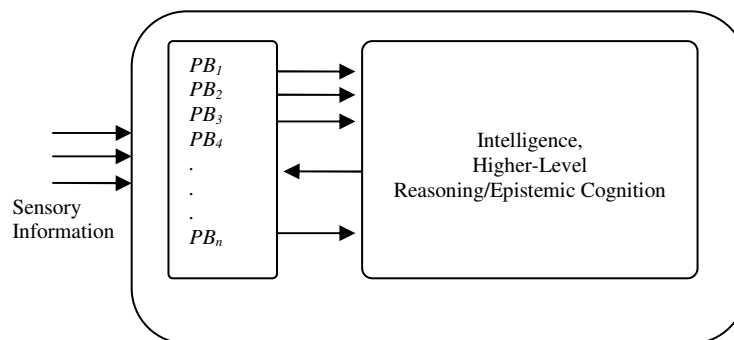 PB1
PB2
PB3
PB4
.
.
.
PBn
Sensory
Information
Intelligence,
Higher-Level
Reasoning/Epistemic Cognition